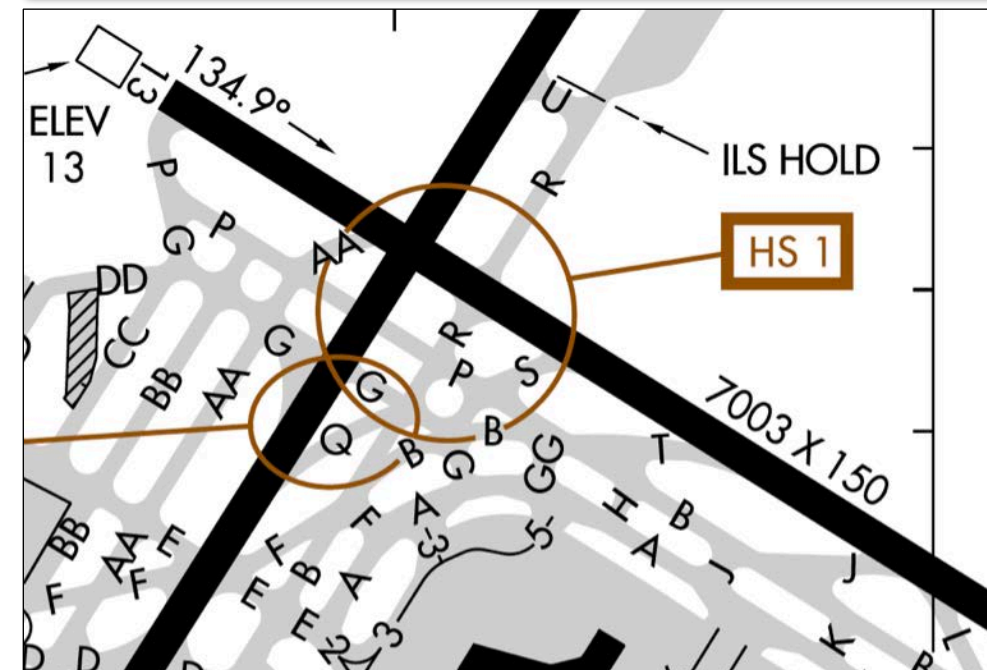 13
134.9°
ELEV
13
U
ILS HOLD
P
R
G
P
AA
HS 1
DD
CC
G
R
BB
AA
G
P
S
7003 X 150
Q
B
B
G
GG
T
A
H
B
F
-3-
5-
A
J
J
BB
AA
E
F
B
A
F
F
E
E
-2
3
K
L
D
D